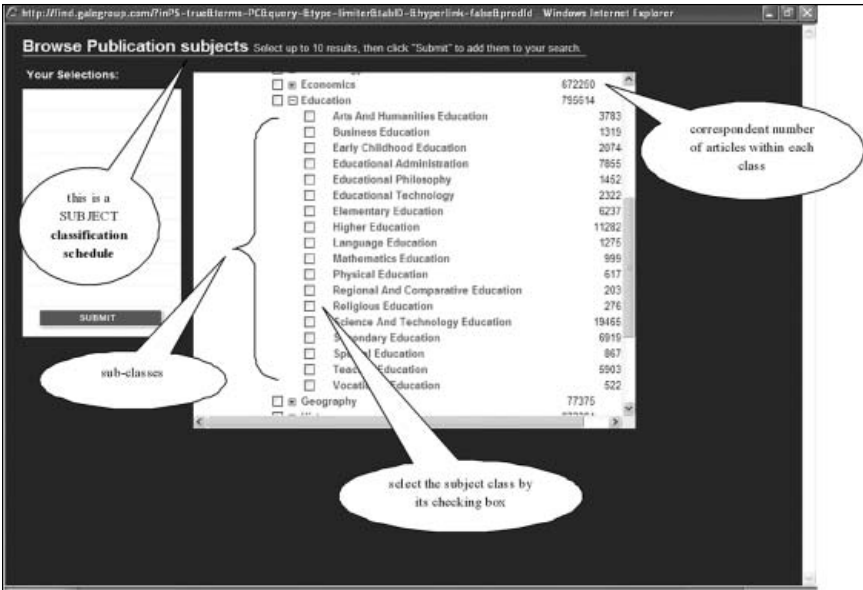 http://find.galegroup.com/?inPS=true&terms=PC&query=&type=limiter&tabID=&hyperlink=false&prodId Windows Internet Explorer
Browse Publication subjects Select up to 10 results, then click "Submit" to add them to your search.
Your Selections:
Economics 672260
Education 795614
Arts And Humanities Education 3783
Business Education 1319
Early Childhood Education 2074
Educational Administration 7855
Educational Philosophy 1452
Educational Technology 2322
Elementary Education 6237
Higher Education 11282
Language Education 1275
Mathematics Education 999
Physical Education 617
Regional And Comparative Education 203
Religious Education 276
Science And Technology Education 19465
Secondary Education 6919
Special Education 867
Teacher Education 5903
Vocational Education 522
Geography 77375
SUBMIT
this is a
SUBJECT
classification
schedule
sub-classes
correspondent number
of articles within each
class
select the subject class by
its checking box